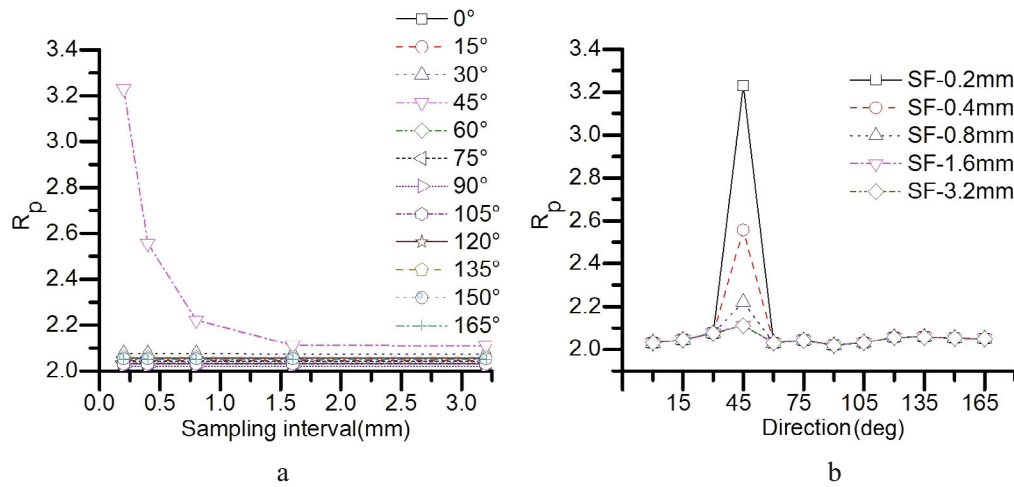 0°
15°
30°
45°
60°
75°
90°
105°
120°
135°
150°
165°
3.4
3.2
3.0
2.8
2.6
2.4
2.2
2.0
Rp
0.0 0.5 1.0 1.5 2.0 2.5 3.0
Sampling interval(mm)
a
SF-0.2mm
SF-0.4mm
SF-0.8mm
SF-1.6mm
SF-3.2mm
3.4
3.2
3.0
2.8
2.6
2.4
2.2
2.0
Rp
15 45 75 105 135 165
Direction(deg)
b